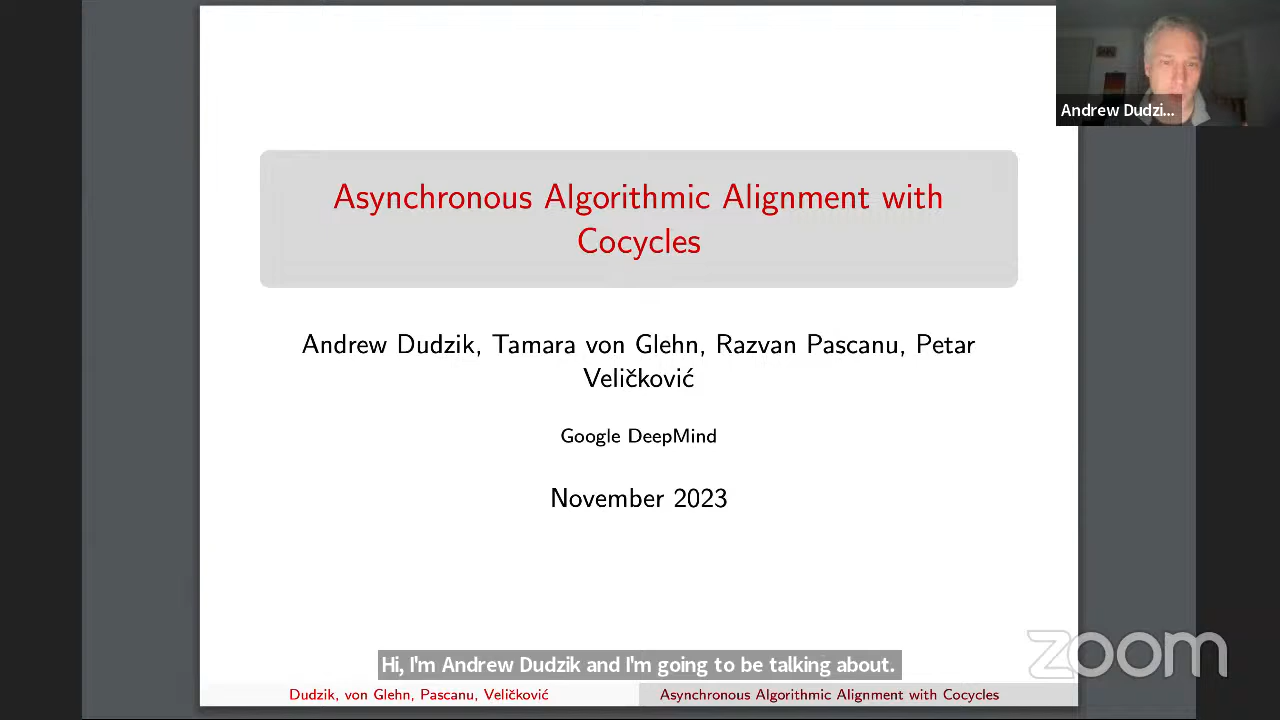 Andrew Dudzi...
Asynchronous Algorithmic Alignment with
Cocycles
Andrew Dudzik, Tamara von Glehn, Razvan Pascanu, Petar
Veličković
Google DeepMind
November 2023
Hi, I'm Andrew Dudzik and I'm going to be talking about.
zoom
Dudzik, von Glehn, Pascanu, Veličković
Asynchronous Algorithmic Alignment with Cocycles